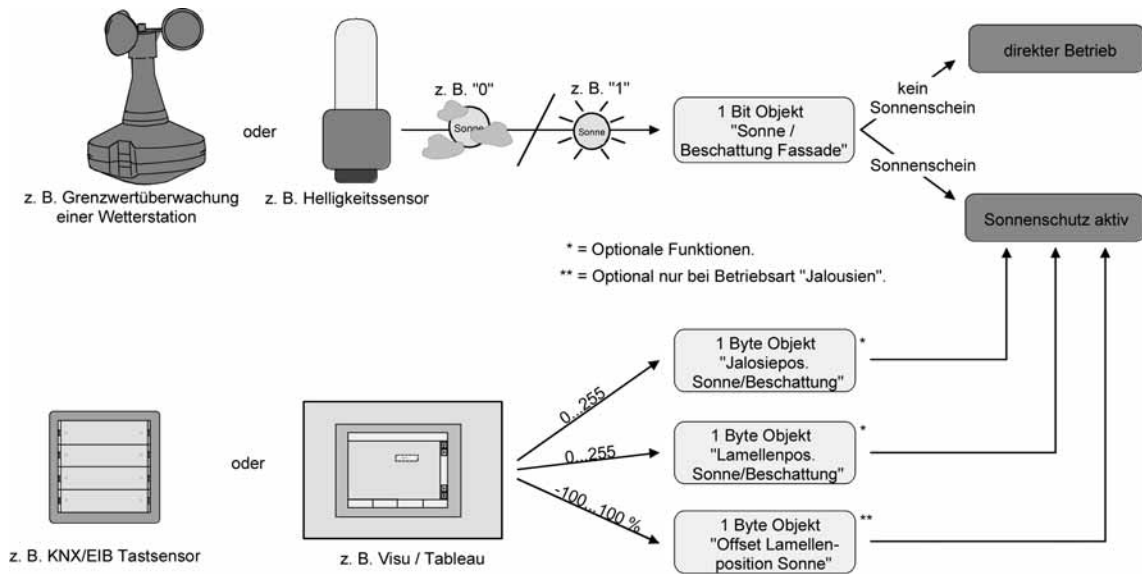 direkter Betrieb
z. B. "0"
z. B. "1"
kein
Sonnenschein
oder
Sonne
Sonne
1 Bit Objekt
"Sonne /
Beschattung Fassade"
Sonnenschein
z. B. Grenzwertüberwachung
einer Wetterstation
z. B. Helligkeitssensor
Sonnenschutz aktiv
* = Optionale Funktionen.
** = Optional nur bei Betriebsart "Jalousien".
1 Byte Objekt
"Jalosiepos.
Sonne/Beschattung"
*
0...255
1 Byte Objekt
"Lamellenpos.
Sonne/Beschattung"
*
0...255
oder
-100...100 %
1 Byte Objekt
"Offset Lamellen-
position Sonne"
**
z. B. KNX/EIB Tastsensor
z. B. Visu / Tableau